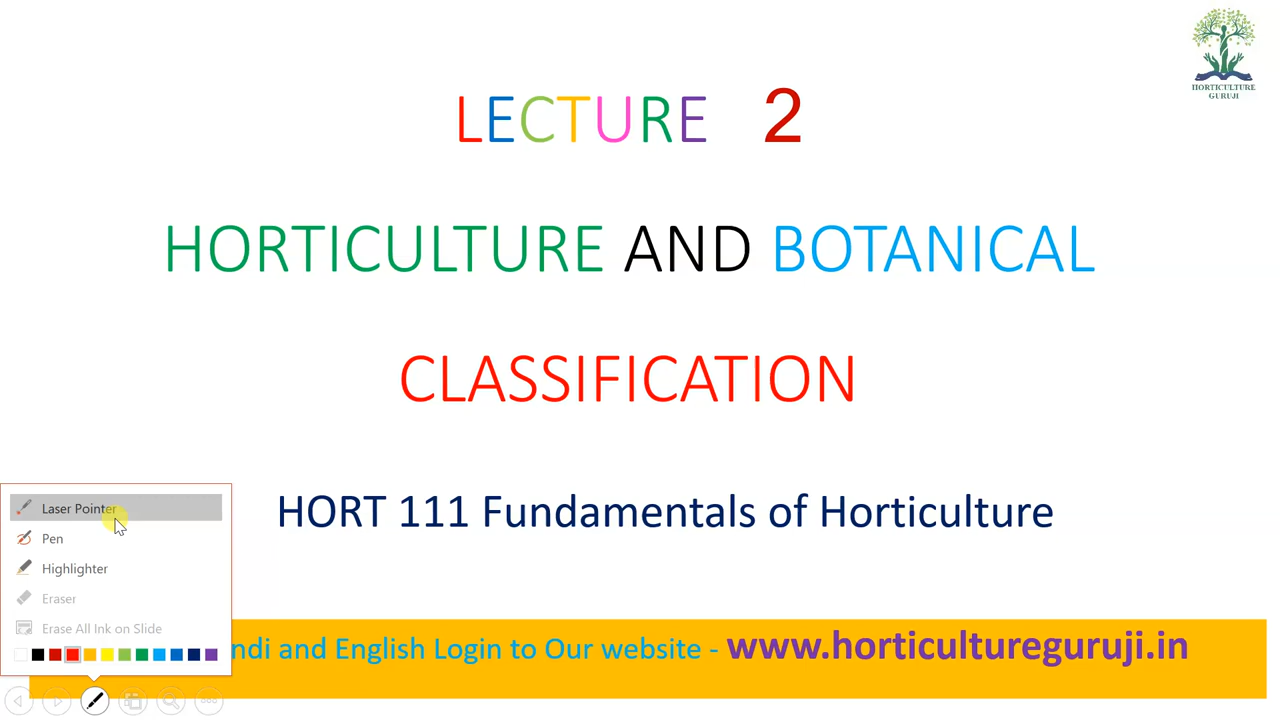 HORTICULTURE
GURUJI
LECTURE 2
HORTICULTURE AND BOTANICAL
CLASSIFICATION
HORT 111 Fundamentals of Horticulture
Laser Pointer
Pen
Highlighter
Eraser
Erase All Ink on Slide
and English Login to Our website - www.horticultureguruji.in